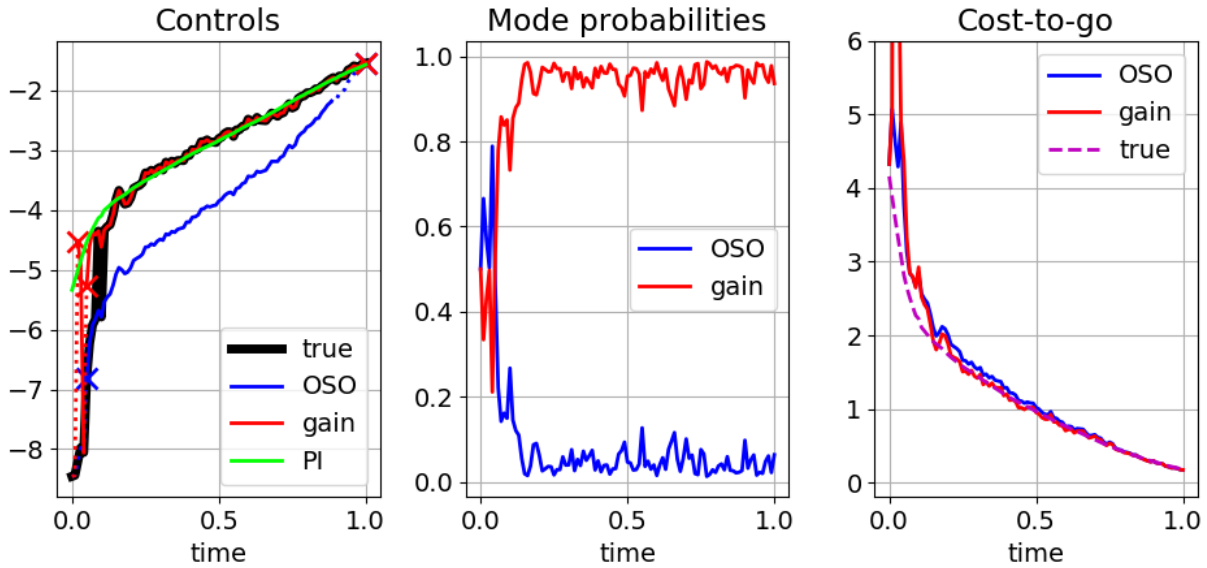 Controls
−2
−3
−4
−5
−6
−7
−8
0.0
0.5
1.0
time
true
OSO
gain
PI
Mode probabilities
1.0
0.8
0.6
0.4
0.2
0.0
0.0
0.5
1.0
time
OSO
gain
Cost-to-go
6
5
4
3
2
1
0
0.0
0.5
1.0
time
OSO
gain
true